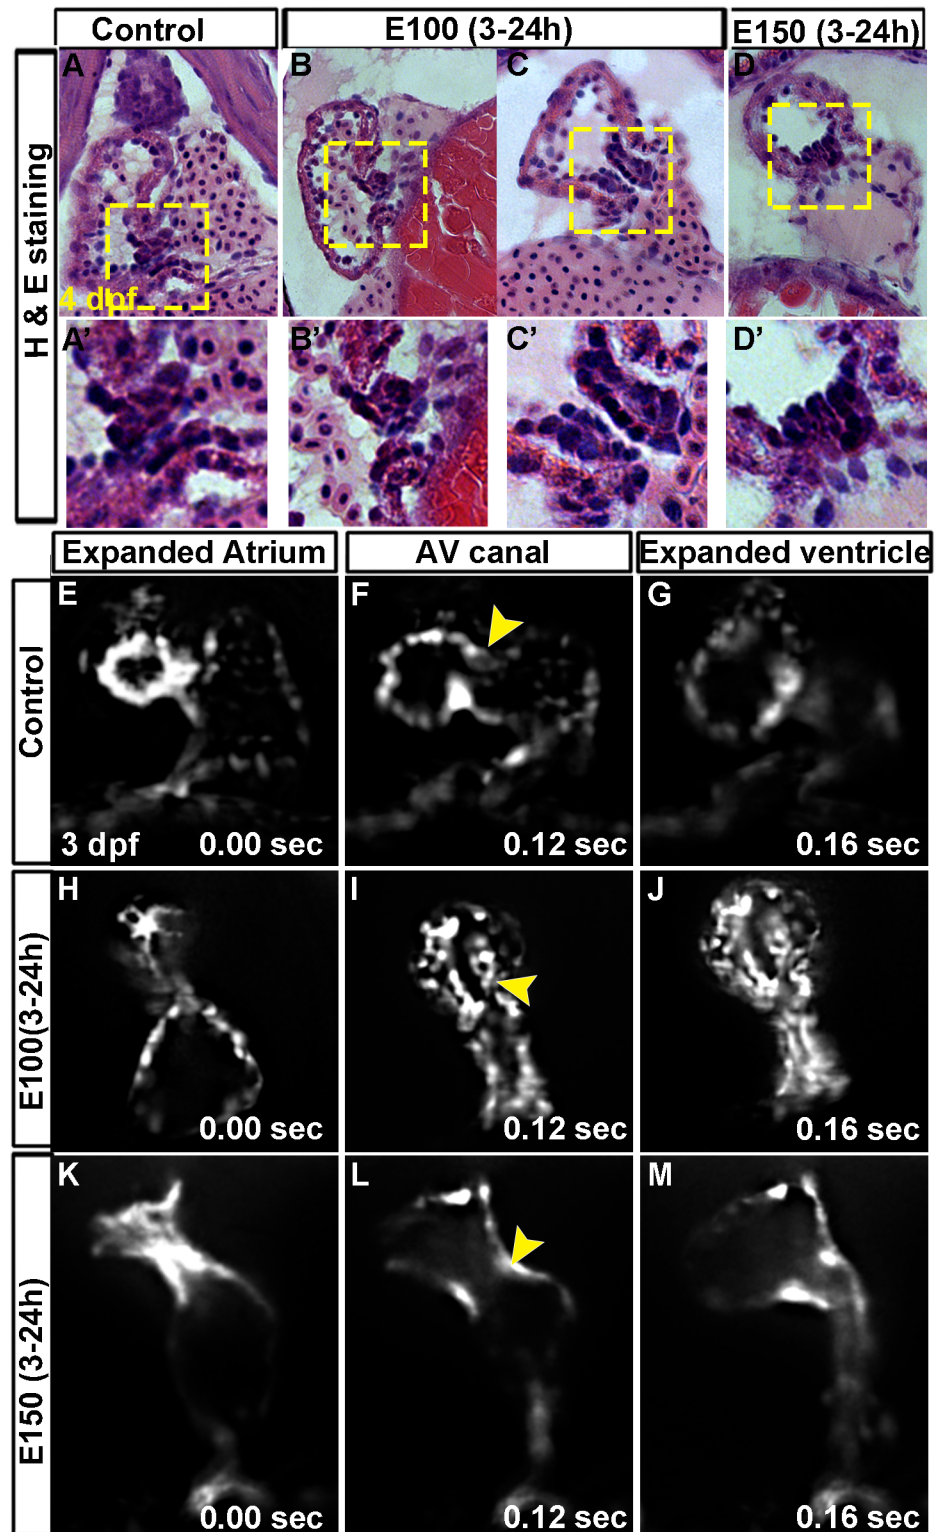 Control
E100 (3-24h)
E150 (3-24h)
H & E staining
A
B
C
D
4 dpf
A'
B'
C'
D'
Expanded Atrium
AV canal
Expanded ventricle
Control
E
F
G
3 dpf
0.00 sec
0.12 sec
0.16 sec
E100(3-24h)
H
I
J
0.00 sec
0.12 sec
0.16 sec
E150 (3-24h)
K
L
M
0.00 sec
0.12 sec
0.16 sec